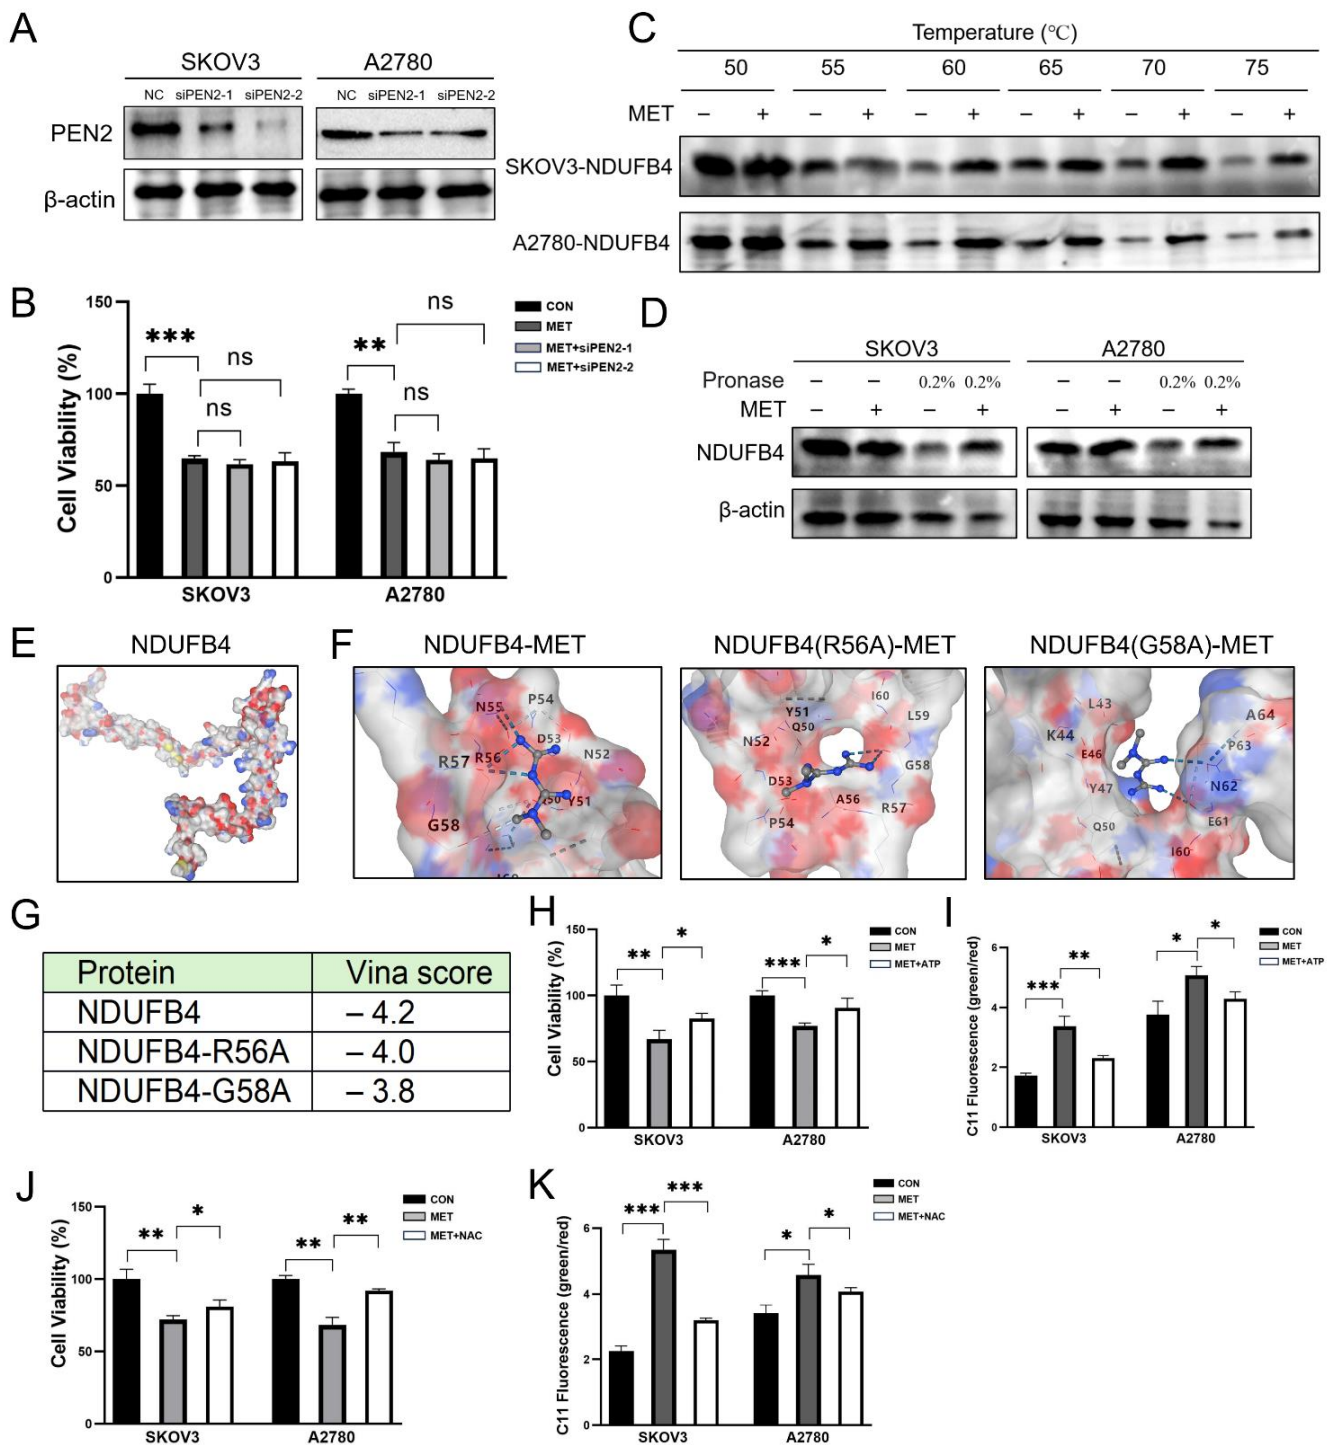 A
SKOV3 A2780
NC siPEN2-1 siPEN2-2 NC siPEN2-1 siPEN2-2
PEN2
β-actin
C
Temperature (℃)
50 55 60 65 70 75
MET – + – + – + – + – + – +
SKOV3-NDUFB4
A2780-NDUFB4
B
Cell Viability (%)
150
100
50
0
*** ns ns ** ns ns
CON
MET
MET+siPEN2-1
MET+siPEN2-2
SKOV3 A2780
D
SKOV3 A2780
Pronase – – 0.2% 0.2% – – 0.2% 0.2%
MET – + – + – + – +
NDUFB4
β-actin
E
NDUFB4
F
NDUFB4-MET NDUFB4(R56A)-MET NDUFB4(G58A)-MET
N55 P54 D53 R56 R57 N52 Y51 G58
Y51 Q50 I60 L59 N52 G58 D53 A56 R57 P54
L43 K44 E46 A64 P63 Y47 N62 Q50 E61 I60
G
Protein Vina score
NDUFB4 – 4.2
NDUFB4-R56A – 4.0
NDUFB4-G58A – 3.8
H
Cell Viability (%)
150
100
50
0
** * *** *
CON
MET
MET+ATP
SKOV3 A2780
I
C11 Fluorescence (green/red)
6
4
2
0
*** ** * *
CON
MET
MET+ATP
SKOV3 A2780
J
Cell Viability (%)
150
100
50
0
** * ** **
CON
MET
MET+NAC
SKOV3 A2780
K
C11 Fluorescence (green/red)
6
4
2
0
*** *** * *
CON
MET
MET+NAC
SKOV3 A2780